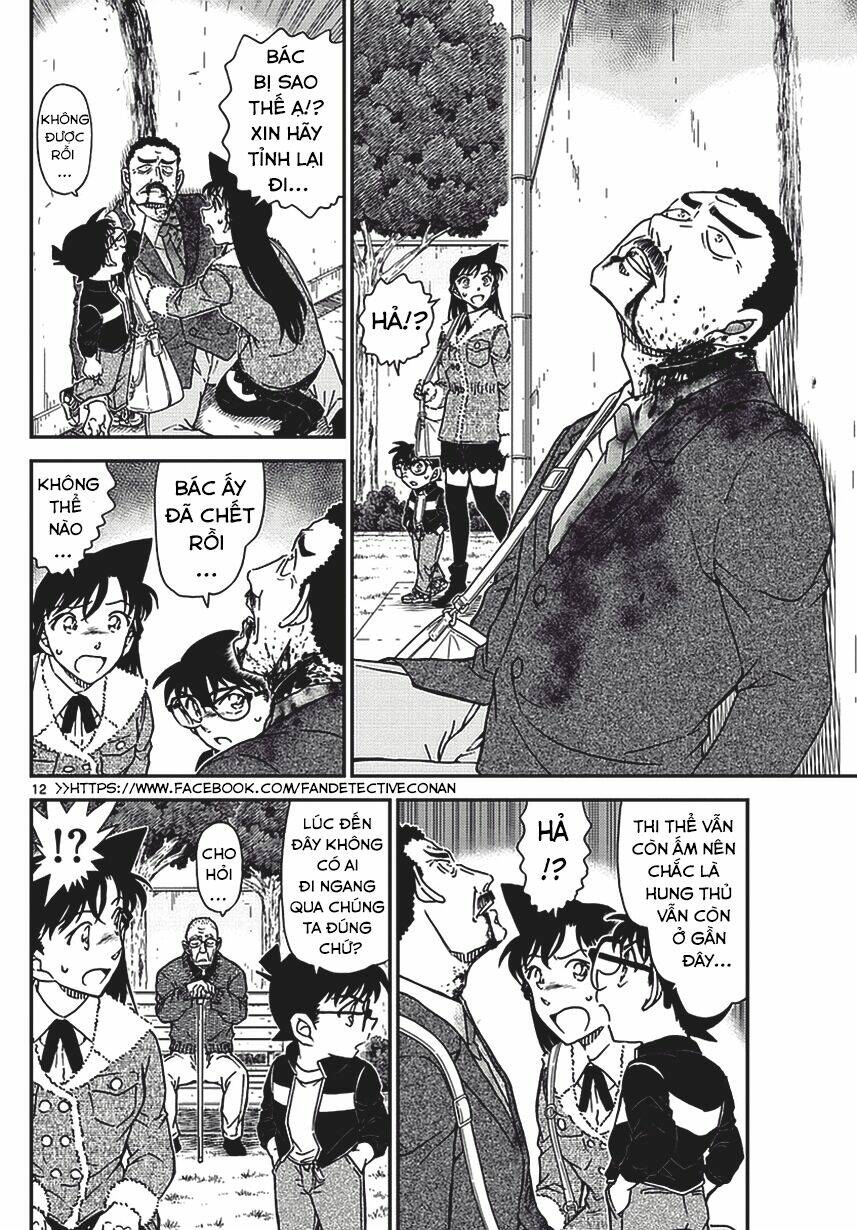 HẢ!?
BÁC
BỊ SAO
THẾ Ạ!?
XIN HÃY
TỈNH LẠI
ĐI...
KHÔNG
ĐƯỢC
RỒI
...
BÁC ẤY
ĐÃ CHẾT
RỒI
...
KHÔNG
THỂ
NÀO
...
12 >>HTTPS://WWW.FACEBOOK.COM/FANDETECTIVECONAN
THI THỂ VẪN
CÒN ẤM NÊN
CHẮC LÀ
HUNG THỦ
VẪN CÒN
Ở GẦN
ĐÂY...
HẢ
!?
LÚC ĐẾN
ĐÂY KHÔNG
CÓ AI
ĐI NGANG
QUA CHÚNG
TA ĐÚNG
CHỨ?
CHO
HỎI
...
!?